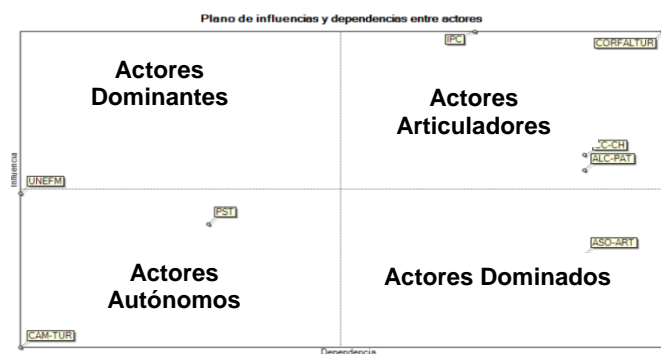 Plano de influencias y dependencias entre actores
IPC
CORFALTUR
Actores
Dominantes
Actores
Articuladores
ALC-PAT
Influencia
UNEFM
PST
ASO-ART
Actores
Autónomos
Actores Dominados
CAM-TUR
Dependencia